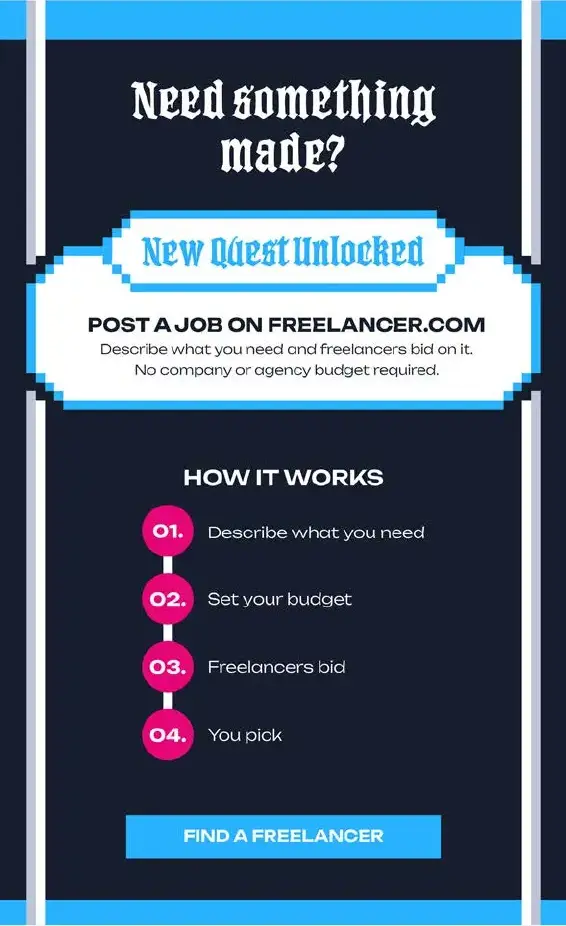 Need something
made?
New Quest Unlocked
POST A JOB ON FREELANCER.COM
Describe what you need and freelancers bid on it.
No company or agency budget required.
HOW IT WORKS
01. Describe what you need
02. Set your budget
03. Freelancers bid
04. You pick
FIND A FREELANCER